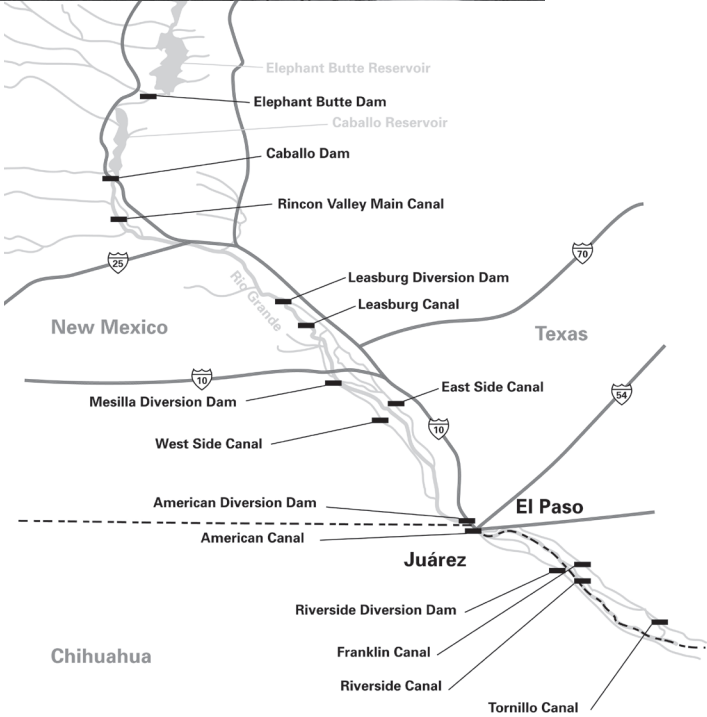 Elephant Butte Reservoir
Elephant Butte Dam
Caballo Reservoir
Caballo Dam
Rincon Valley Main Canal
25
70
Leasburg Diversion Dam
Rio Grande
Leasburg Canal
New Mexico
Texas
10
East Side Canal
54
Mesilla Diversion Dam
10
West Side Canal
American Diversion Dam
El Paso
American Canal
Juárez
Riverside Diversion Dam
Franklin Canal
Chihuahua
Riverside Canal
Tornillo Canal